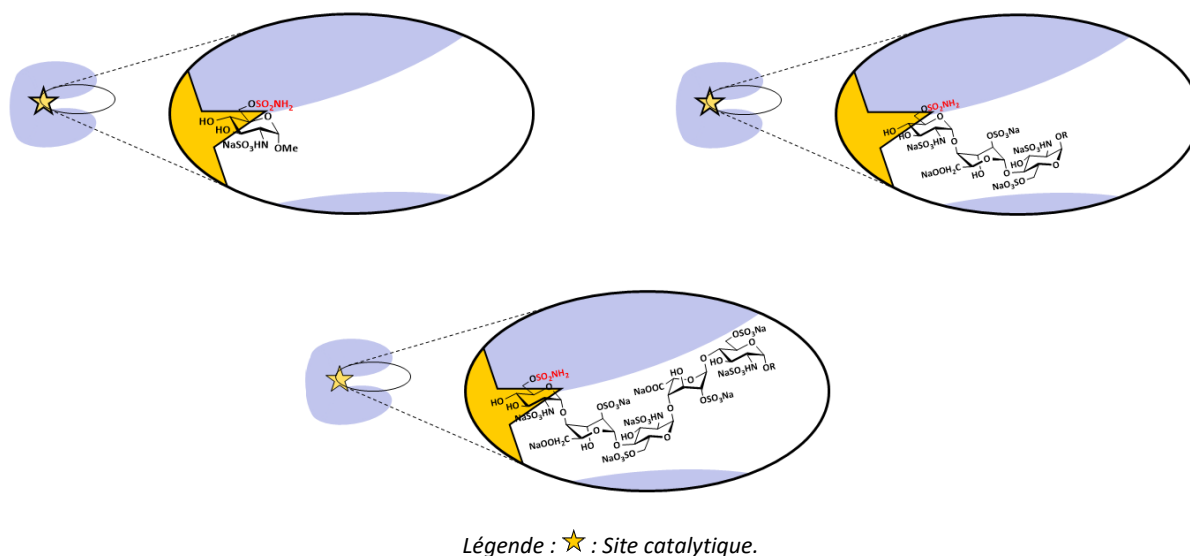 OSO₂NH₂
HO
O
HO
NaSO₃HN
OMe
OSO₂NH₂
HO
O
HO
NaSO₃HN
O
OSO₃Na
O
NaOOH₂C
HO
O
NaSO₃HN
OR
HO
O
NaO₃SO
OSO₂NH₂
HO
O
HO
NaSO₃HN
O
OSO₃Na
O
NaOOH₂C
HO
O
NaSO₃HN
HO
O
NaO₃SO
O
NaOOC
HO
O
OSO₃Na
O
OSO₃Na
O
HO
NaSO₃HN
OR
Légende : : Site catalytique.